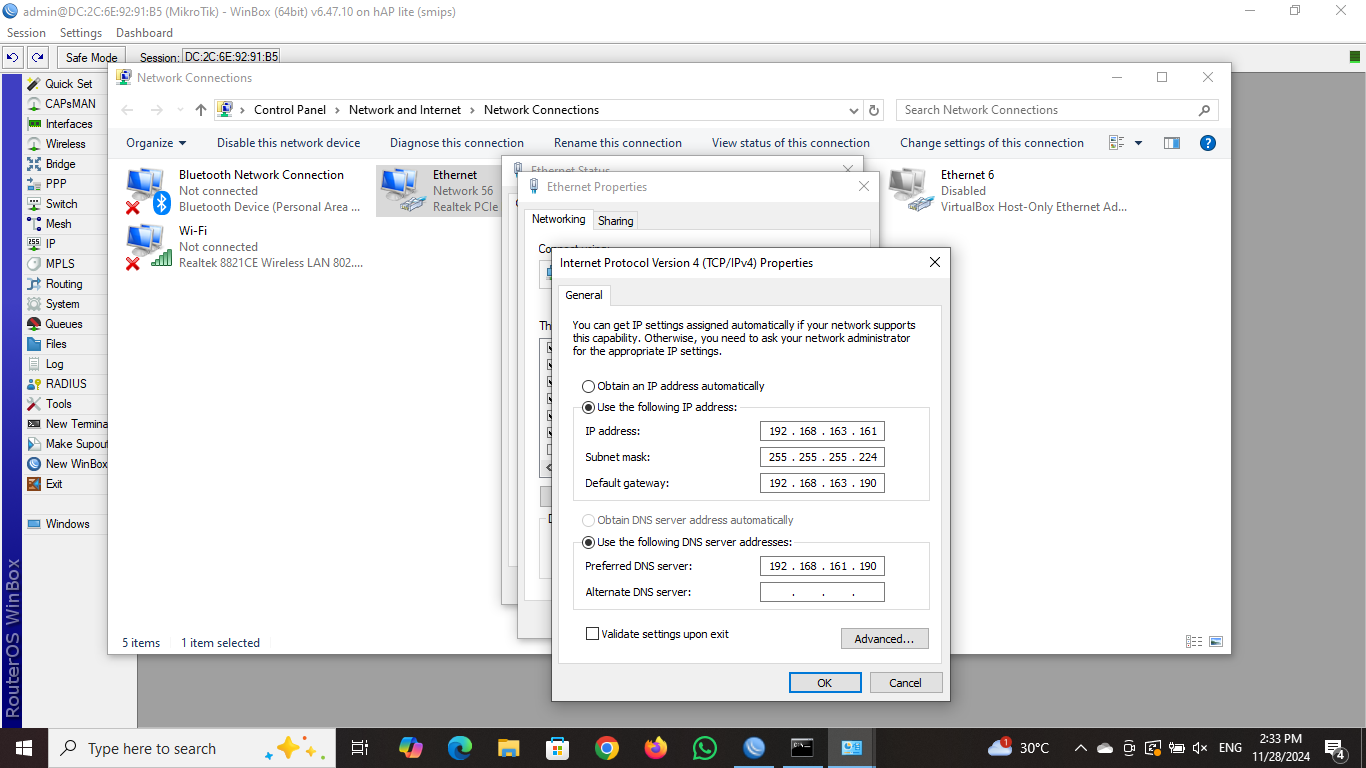 admin@DC:2C:6E:92:91:B5 (MikroTik) - WinBox (64bit) v6.47.10 on hAP lite (smips)
Session Settings Dashboard
Safe Mode Session: DC:2C:6E:92:91:B5
Network Connections
Control Panel › Network and Internet › Network Connections
Search Network Connections
Organize Disable this network device Diagnose this connection Rename this connection View status of this connection Change settings of this connection
Quick Set
CAPsMAN
Interfaces
Wireless
Bridge
PPP
Switch
Mesh
IP
MPLS
Routing
System
Queues
Files
Log
RADIUS
Tools
New Termina
Make Supou
New WinBox
Exit
Windows
RouterOS WinBox
Bluetooth Network Connection
Not connected
Bluetooth Device (Personal Area ...
Ethernet
Network 56
Realtek PCIe
Ethernet 6
Disabled
VirtualBox Host-Only Ethernet Ad...
Wi-Fi
Not connected
Realtek 8821CE Wireless LAN 802....
Ethernet Status
Ethernet Properties
Networking Sharing
Connect using:
Th
Internet Protocol Version 4 (TCP/IPv4) Properties
General
You can get IP settings assigned automatically if your network supports
this capability. Otherwise, you need to ask your network administrator
for the appropriate IP settings.
Obtain an IP address automatically
Use the following IP address:
IP address: 192 . 168 . 163 . 161
Subnet mask: 255 . 255 . 255 . 224
Default gateway: 192 . 168 . 163 . 190
Obtain DNS server address automatically
Use the following DNS server addresses:
Preferred DNS server: 192 . 168 . 161 . 190
Alternate DNS server: . . .
Validate settings upon exit
Advanced...
OK Cancel
5 items 1 item selected
Type here to search
1
30°C
ENG
2:33 PM
11/28/2024
4